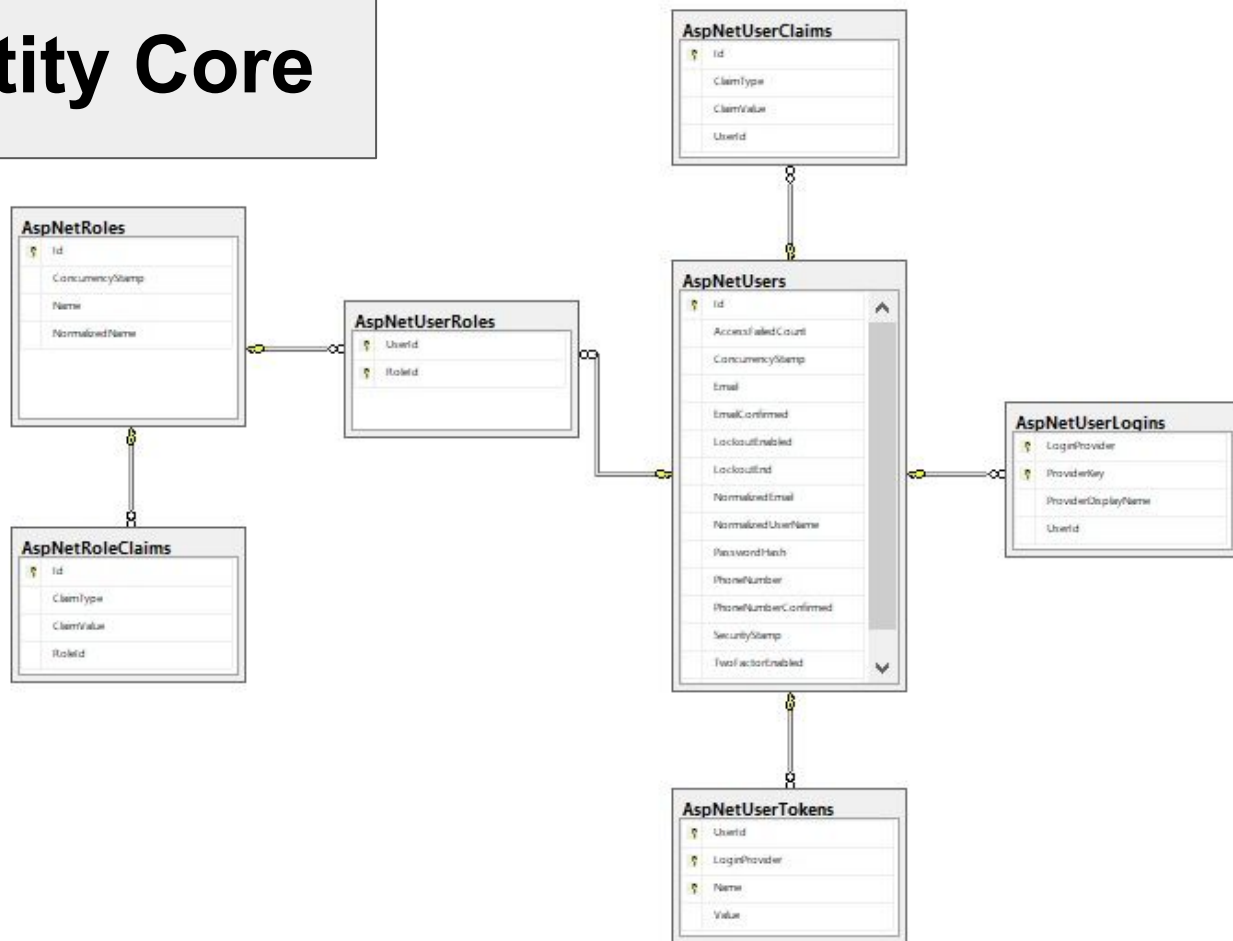 tity Core
AspNetUserClaims
Id
ClaimType
ClaimValue
UserId
AspNetRoles
Id
ConcurrencyStamp
Name
NormalizedName
AspNetUserRoles
UserId
RoleId
AspNetUsers
Id
AccessFailedCount
ConcurrencyStamp
Email
EmailConfirmed
LockoutEnabled
LockoutEnd
NormalizedEmail
NormalizedUserName
PasswordHash
PhoneNumber
PhoneNumberConfirmed
SecurityStamp
TwoFactorEnabled
AspNetUserLogins
LoginProvider
ProviderKey
ProviderDisplayName
UserId
AspNetRoleClaims
Id
ClaimType
ClaimValue
RoleId
AspNetUserTokens
UserId
LoginProvider
Name
Value